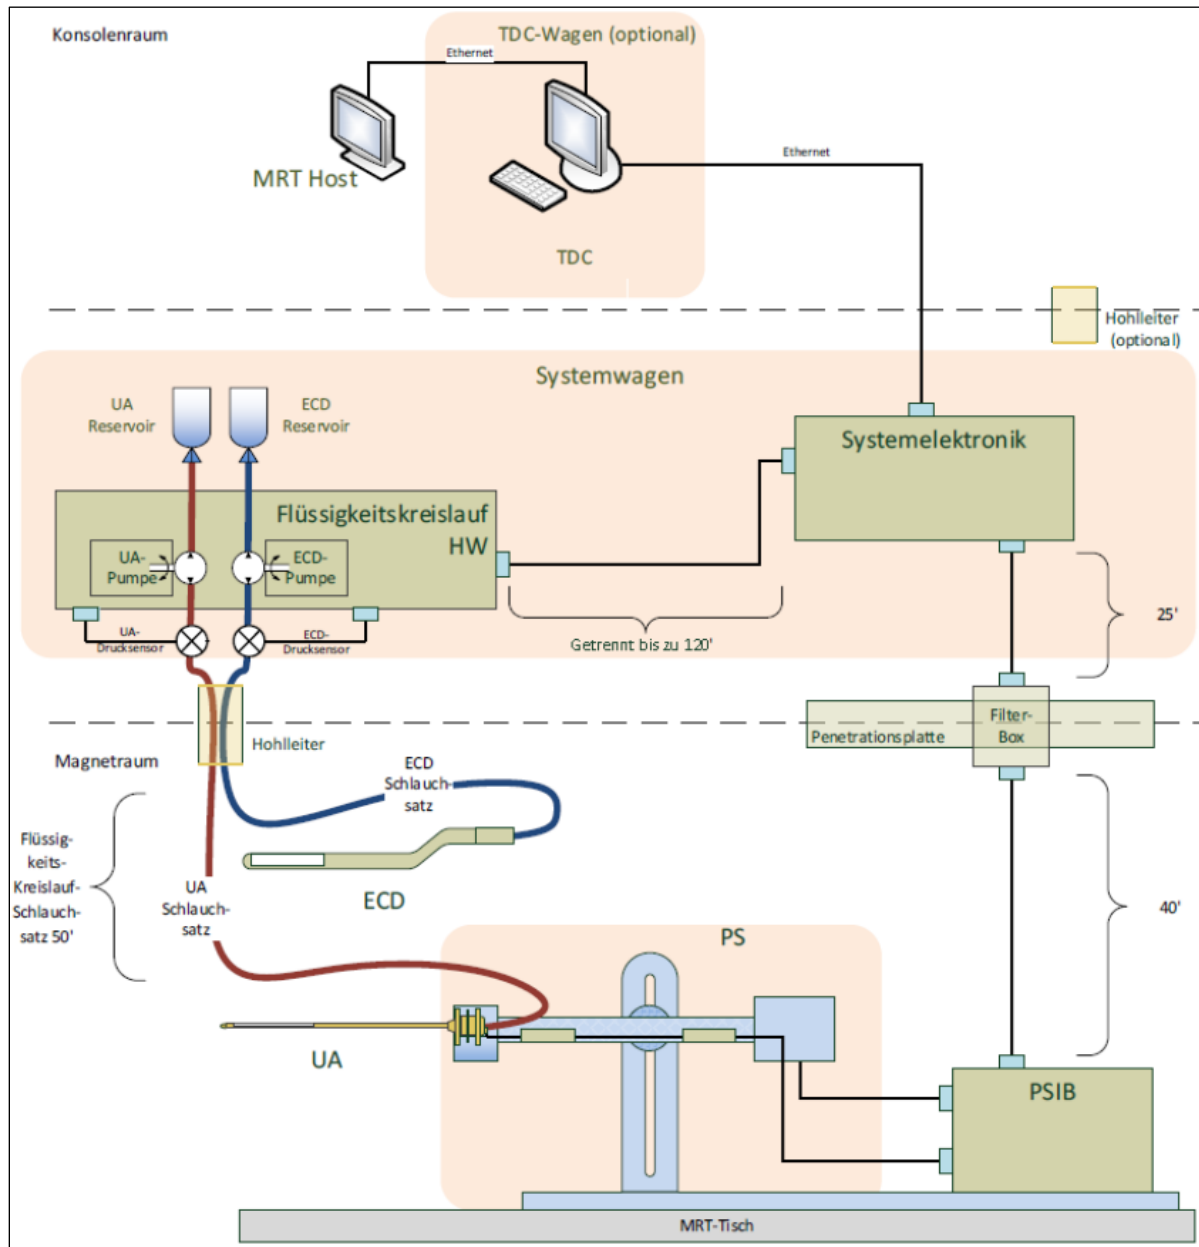 Konsolenraum
TDC-Wagen (optional)
Ethernet
Ethernet
MRT Host
TDC
Hohlleiter
(optional)
Systemwagen
UA
Reservoir
ECD
Reservoir
Systemelektronik
Flüssigkeitskreislauf
HW
UA-
Pumpe
ECD-
Pumpe
UA-
Drucksensor
ECD-
Drucksensor
Getrennt bis zu 120'
25'
Hohlleiter
Penetrationsplatte
Filter-
Box
Magnetraum
ECD
Schlauch-
satz
Flüssig-
keits-
Kreislauf-
Schlauch-
satz 50'
UA
Schlauch-
satz
ECD
40'
PS
UA
PSIB
MRT-Tisch